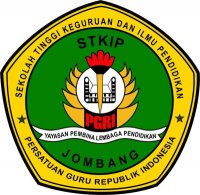 SEKOLAH TINGGI KEGURUAN DAN ILMU PENDIDIKAN
STKIP
PGRI
YAYASAN PEMBINA LEMBAGA PENDIDIKAN
JOMBANG
PERSATUAN GURU REPUBLIK INDONESIA